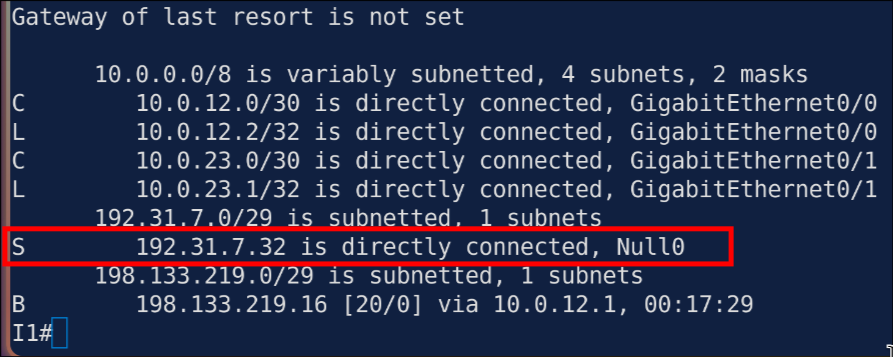 Gateway of last resort is not set
10.0.0.0/8 is variably subnetted, 4 subnets, 2 masks
C 10.0.12.0/30 is directly connected, GigabitEthernet0/0
L 10.0.12.2/32 is directly connected, GigabitEthernet0/0
C 10.0.23.0/30 is directly connected, GigabitEthernet0/1
L 10.0.23.1/32 is directly connected, GigabitEthernet0/1
192.31.7.0/29 is subnetted, 1 subnets
S 192.31.7.32 is directly connected, Null0
198.133.219.0/29 is subnetted, 1 subnets
B 198.133.219.16 [20/0] via 10.0.12.1, 00:17:29
I1#